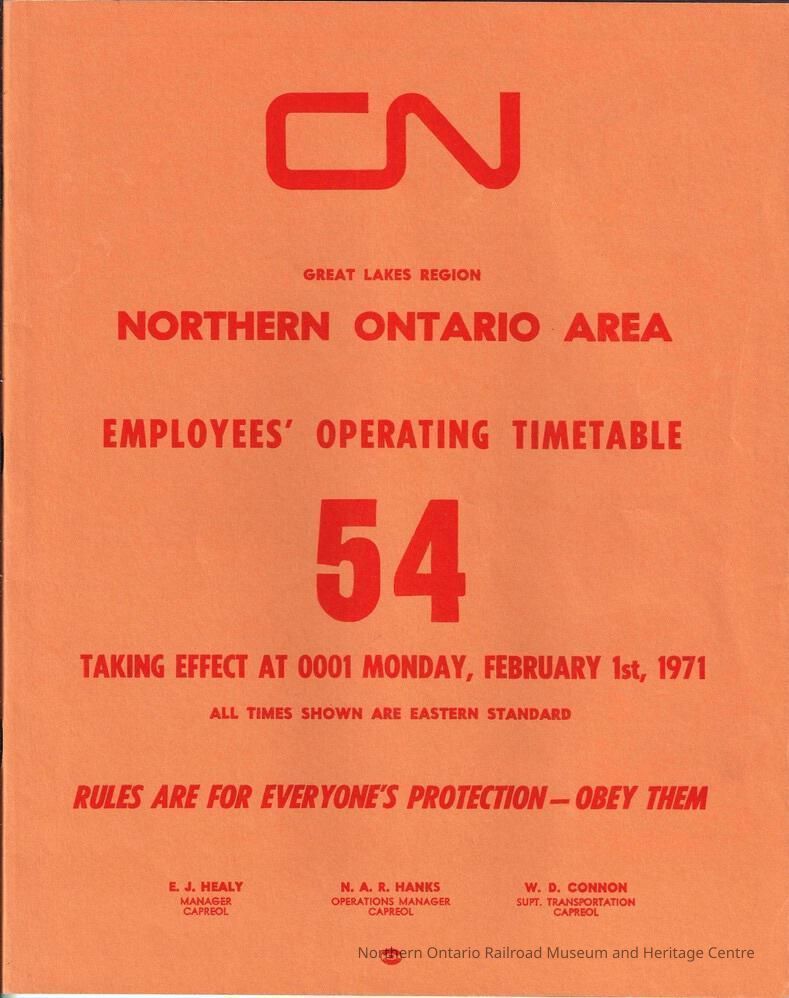 CN
GREAT LAKES REGION
NORTHERN ONTARIO AREA
EMPLOYEES' OPERATING TIMETABLE
54
TAKING EFFECT AT 0001 MONDAY, FEBRUARY 1st, 1971
ALL TIMES SHOWN ARE EASTERN STANDARD
RULES ARE FOR EVERYONE'S PROTECTION — OBEY THEM
E. J. HEALY
MANAGER
CAPREOL
N. A. R. HANKS
OPERATIONS MANAGER
CAPREOL
W. D. CONNON
SUPT. TRANSPORTATION
CAPREOL
Northern Ontario Railroad Museum and Heritage Centre